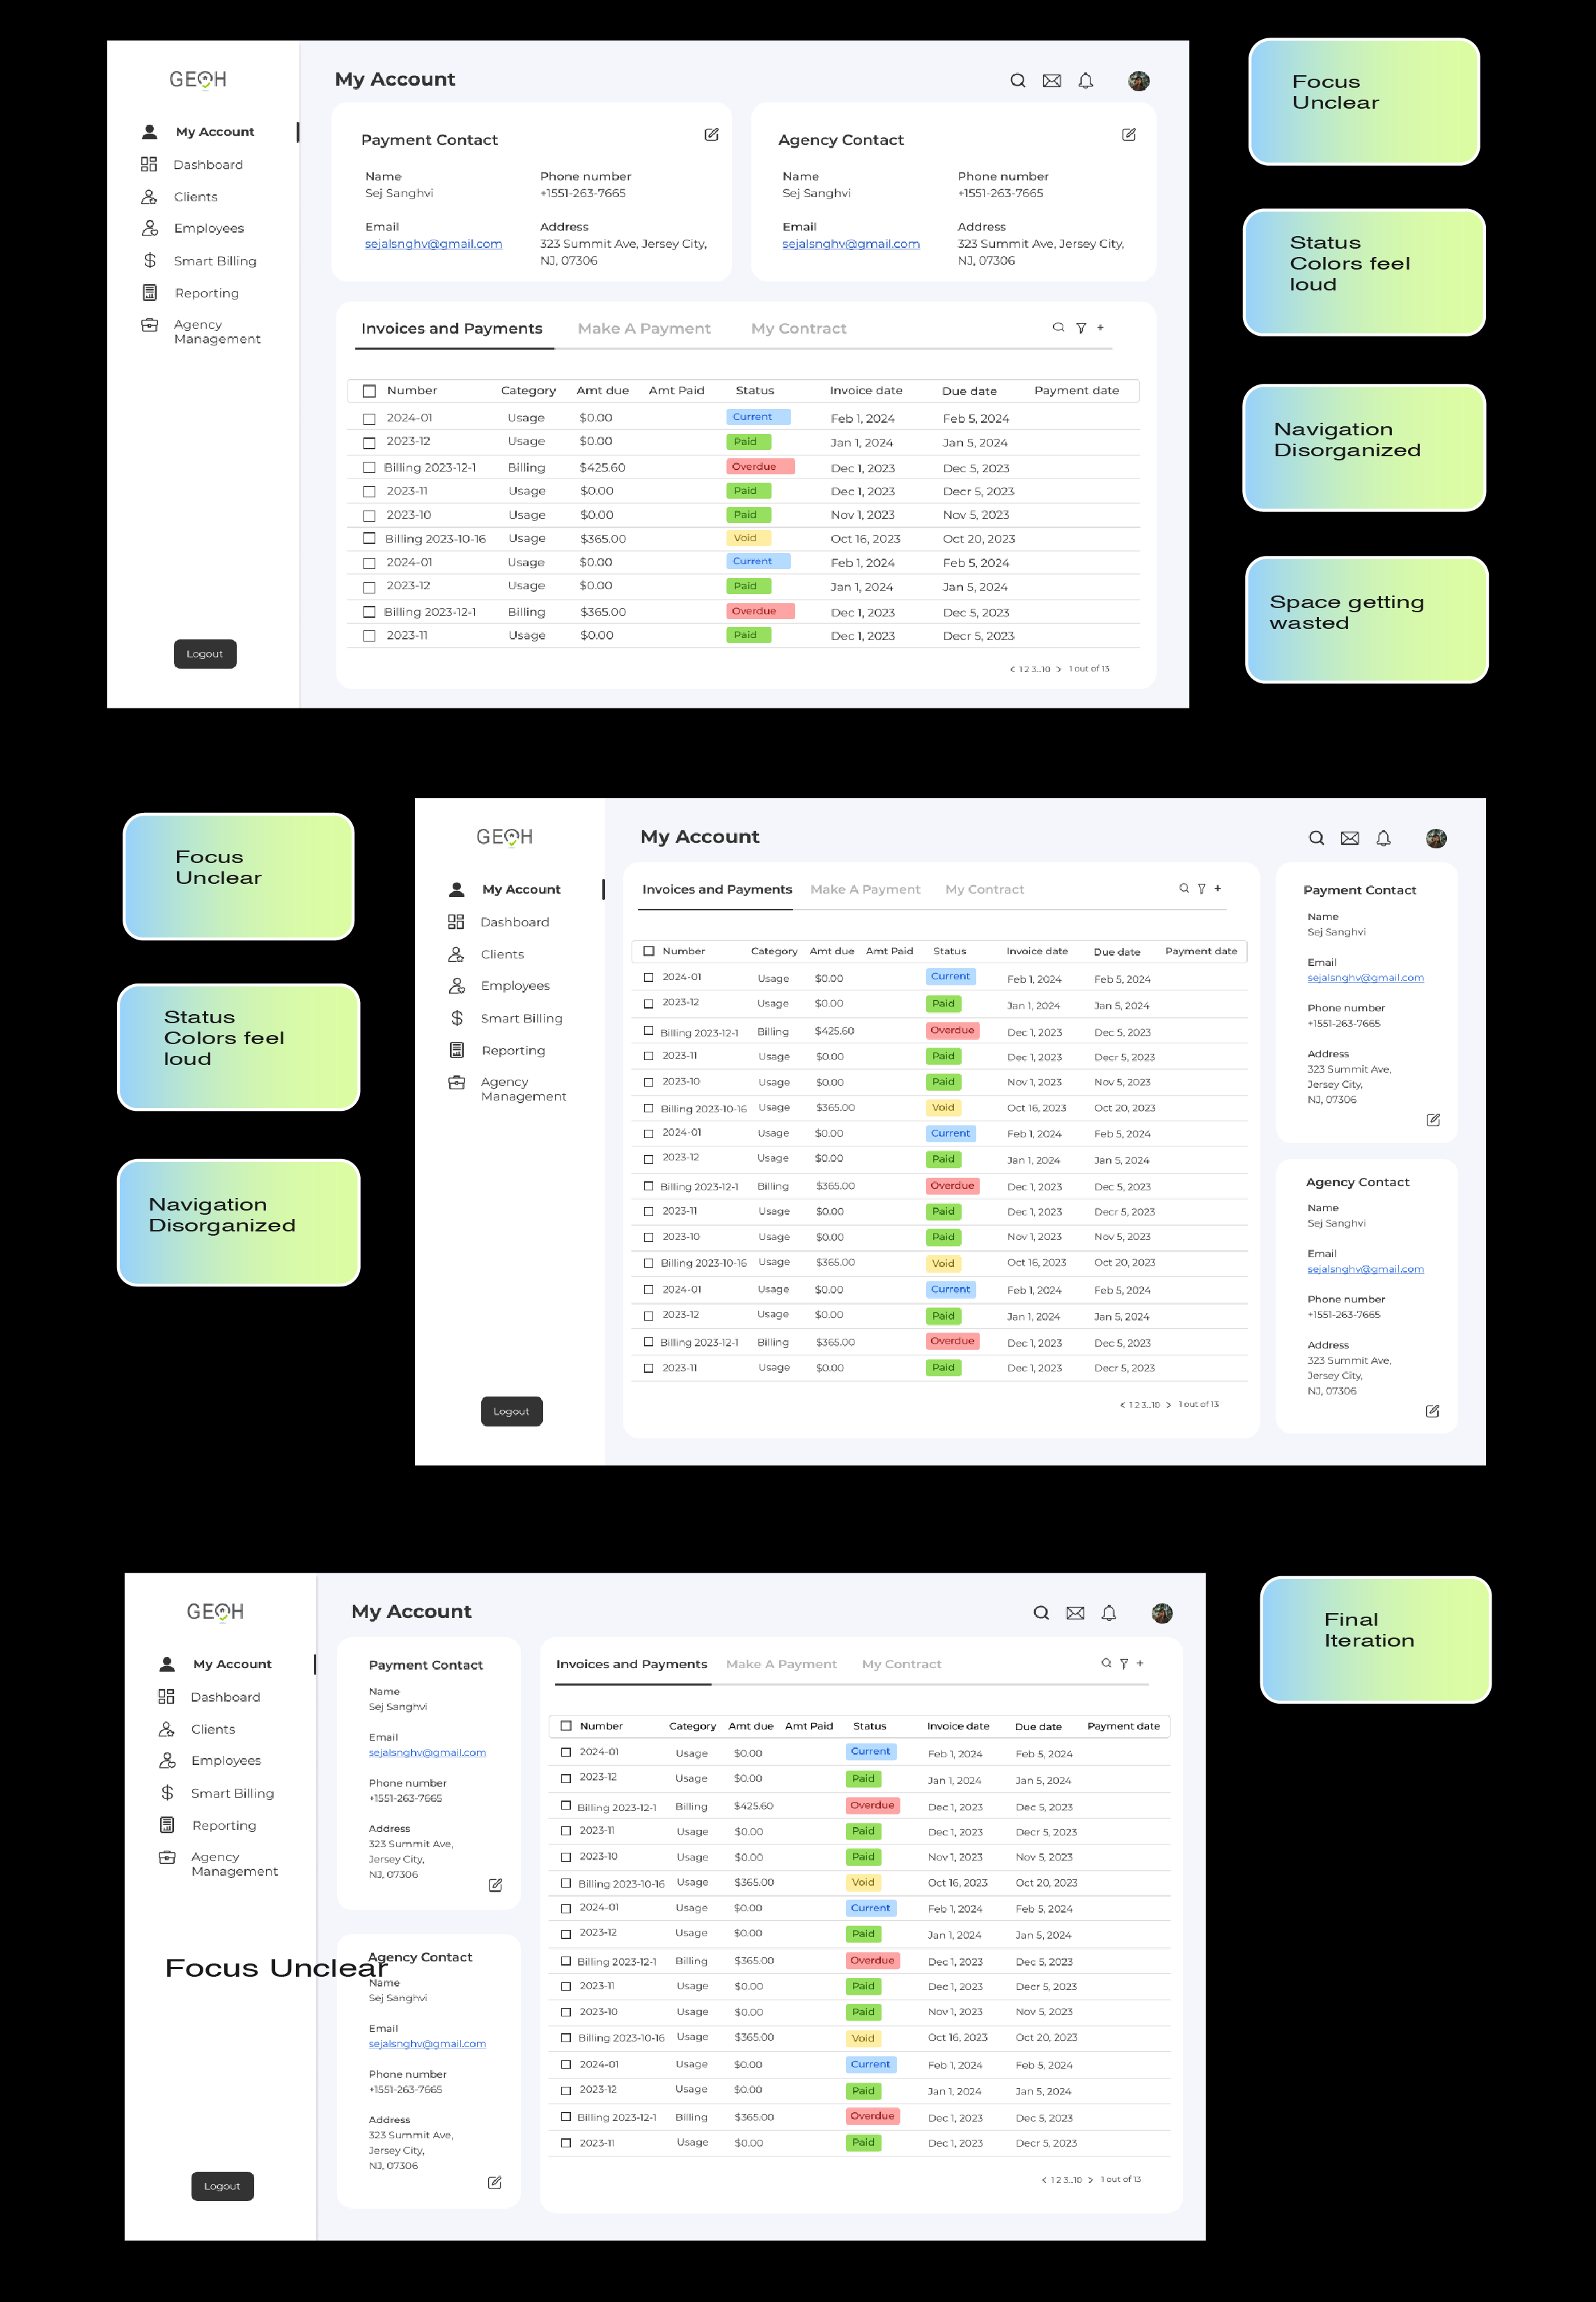 GEOH
My Account
Dashboard
Clients
Employees
Smart Billing
Reporting
Agency
Management
Logout
My Account
Payment Contact
Name
Sej Sanghvi
Phone number
+1551-263-7665
Email
sejalsnghv@gmail.com
Address
323 Summit Ave, Jersey City,
NJ, 07306
Agency Contact
Name
Sej Sanghvi
Phone number
+1551-263-7665
Email
sejalsnghv@gmail.com
Address
323 Summit Ave, Jersey City,
NJ, 07306
Invoices and Payments Make A Payment My Contract
Number Category Amt due Amt Paid Status Invoice date Due date Payment date
2024-01 Usage $0.00 Current Feb 1, 2024 Feb 5, 2024
2023-12 Usage $0.00 Paid Jan 1, 2024 Jan 5, 2024
Billing 2023-12-1 Billing $425.60 Overdue Dec 1, 2023 Dec 5, 2023
2023-11 Usage $0.00 Paid Dec 1, 2023 Decr 5, 2023
2023-10 Usage $0.00 Paid Nov 1, 2023 Nov 5, 2023
Billing 2023-10-16 Usage $365.00 Void Oct 16, 2023 Oct 20, 2023
2024-01 Usage $0.00 Current Feb 1, 2024 Feb 5, 2024
2023-12 Usage $0.00 Paid Jan 1, 2024 Jan 5, 2024
Billing 2023-12-1 Billing $365.00 Overdue Dec 1, 2023 Dec 5, 2023
2023-11 Usage $0.00 Paid Dec 1, 2023 Decr 5, 2023
< 1 2 3...10 > 1 out of 13
Focus
Unclear
Status
Colors feel
loud
Navigation
Disorganized
Space getting
wasted
Focus
Unclear
Status
Colors feel
loud
Navigation
Disorganized
GEOH
My Account
Dashboard
Clients
Employees
Smart Billing
Reporting
Agency
Management
Logout
My Account
Invoices and Payments Make A Payment My Contract
Number Category Amt due Amt Paid Status Invoice date Due date Payment date
2024-01 Usage $0.00 Current Feb 1, 2024 Feb 5, 2024
2023-12 Usage $0.00 Paid Jan 1, 2024 Jan 5, 2024
Billing 2023-12-1 Billing $425.60 Overdue Dec 1, 2023 Dec 5, 2023
2023-11 Usage $0.00 Paid Dec 1, 2023 Decr 5, 2023
2023-10 Usage $0.00 Paid Nov 1, 2023 Nov 5, 2023
Billing 2023-10-16 Usage $365.00 Void Oct 16, 2023 Oct 20, 2023
2024-01 Usage $0.00 Current Feb 1, 2024 Feb 5, 2024
2023-12 Usage $0.00 Paid Jan 1, 2024 Jan 5, 2024
Billing 2023-12-1 Billing $365.00 Overdue Dec 1, 2023 Dec 5, 2023
2023-11 Usage $0.00 Paid Dec 1, 2023 Decr 5, 2023
2023-10 Usage $0.00 Paid Nov 1, 2023 Nov 5, 2023
Billing 2023-10-16 Usage $365.00 Void Oct 16, 2023 Oct 20, 2023
2024-01 Usage $0.00 Current Feb 1, 2024 Feb 5, 2024
2023-12 Usage $0.00 Paid Jan 1, 2024 Jan 5, 2024
Billing 2023-12-1 Billing $365.00 Overdue Dec 1, 2023 Dec 5, 2023
2023-11 Usage $0.00 Paid Dec 1, 2023 Decr 5, 2023
< 1 2 3...10 > 1 out of 13
Payment Contact
Name
Sej Sanghvi
Email
sejalsnghv@gmail.com
Phone number
+1551-263-7665
Address
323 Summit Ave,
Jersey City,
NJ, 07306
Agency Contact
Name
Sej Sanghvi
Email
sejalsnghv@gmail.com
Phone number
+1551-263-7665
Address
323 Summit Ave,
Jersey City,
NJ, 07306
GEOH
My Account
Dashboard
Clients
Employees
Smart Billing
Reporting
Agency
Management
Focus Unclear
Logout
My Account
Payment Contact
Name
Sej Sanghvi
Email
sejalsnghv@gmail.com
Phone number
+1551-263-7665
Address
323 Summit Ave,
Jersey City,
NJ, 07306
Agency Contact
Name
Sej Sanghvi
Email
sejalsnghv@gmail.com
Phone number
+1551-263-7665
Address
323 Summit Ave,
Jersey City,
NJ, 07306
Invoices and Payments Make A Payment My Contract
Number Category Amt due Amt Paid Status Invoice date Due date Payment date
2024-01 Usage $0.00 Current Feb 1, 2024 Feb 5, 2024
2023-12 Usage $0.00 Paid Jan 1, 2024 Jan 5, 2024
Billing 2023-12-1 Billing $425.60 Overdue Dec 1, 2023 Dec 5, 2023
2023-11 Usage $0.00 Paid Dec 1, 2023 Decr 5, 2023
2023-10 Usage $0.00 Paid Nov 1, 2023 Nov 5, 2023
Billing 2023-10-16 Usage $365.00 Void Oct 16, 2023 Oct 20, 2023
2024-01 Usage $0.00 Current Feb 1, 2024 Feb 5, 2024
2023-12 Usage $0.00 Paid Jan 1, 2024 Jan 5, 2024
Billing 2023-12-1 Billing $365.00 Overdue Dec 1, 2023 Dec 5, 2023
2023-11 Usage $0.00 Paid Dec 1, 2023 Decr 5, 2023
2023-10 Usage $0.00 Paid Nov 1, 2023 Nov 5, 2023
Billing 2023-10-16 Usage $365.00 Void Oct 16, 2023 Oct 20, 2023
2024-01 Usage $0.00 Current Feb 1, 2024 Feb 5, 2024
2023-12 Usage $0.00 Paid Jan 1, 2024 Jan 5, 2024
Billing 2023-12-1 Billing $365.00 Overdue Dec 1, 2023 Dec 5, 2023
2023-11 Usage $0.00 Paid Dec 1, 2023 Decr 5, 2023
< 1 2 3...10 > 1 out of 13
Final
Iteration